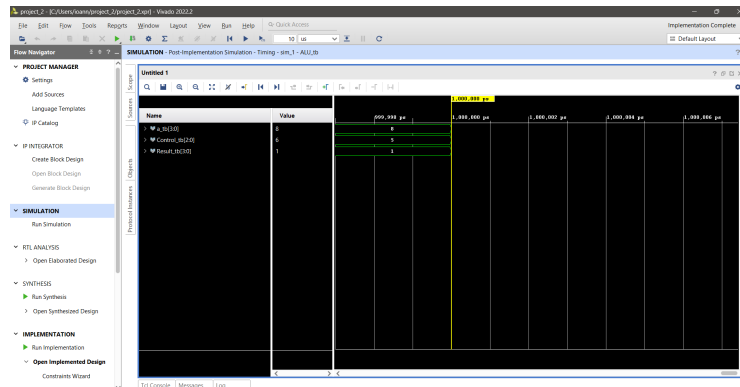 project_2 - [C:/Users/ioann/project_2/project_2.xpr] - Vivado 2022.2
File Edit Flow Tools Reports Window Layout View Run Help Quick Access
Implementation Complete
10 us
Default Layout
Flow Navigator
SIMULATION - Post-Implementation Simulation - Timing - sim_1 - ALU_tb
PROJECT MANAGER
Settings
Add Sources
Language Templates
IP Catalog
IP INTEGRATOR
Create Block Design
Open Block Design
Generate Block Design
SIMULATION
Run Simulation
RTL ANALYSIS
Open Elaborated Design
SYNTHESIS
Run Synthesis
Open Synthesized Design
IMPLEMENTATION
Run Implementation
Open Implemented Design
Constraints Wizard
Scope
Sources
Objects
Protocol Instances
Untitled 1
1,000,000 ps
Name Value
999,998 ps 1,000,000 ps 1,000,002 ps 1,000,004 ps 1,000,006 ps
a_tb[3:0] 8
Control_tb[2:0] 6
Result_tb[3:0] 1 1
Tcl Console Messages Log